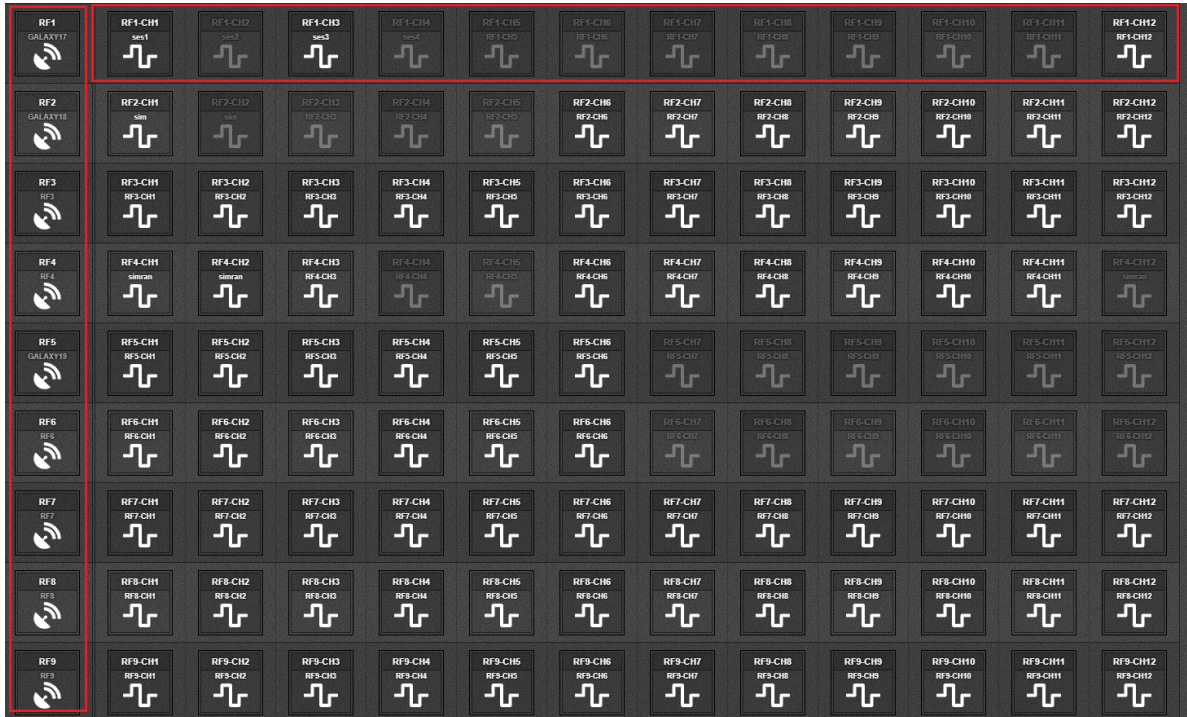 RF1 RF1-CH1 RF1-CH2 RF1-CH3 RF1-CH4 RF1-CH5 RF1-CH6 RF1-CH7 RF1-CH8 RF1-CH9 RF1-CH10 RF1-CH11 RF1-CH12
GALAXY17 ses1 ses2 ses3 ses4 RF1-CH5 RF1-CH6 RF1-CH7 RF1-CH8 RF1-CH9 RF1-CH10 RF1-CH11 RF1-CH12
RF2 RF2-CH1 RF2-CH2 RF2-CH3 RF2-CH4 RF2-CH5 RF2-CH6 RF2-CH7 RF2-CH8 RF2-CH9 RF2-CH10 RF2-CH11 RF2-CH12
GALAXY18 sim sim RF2-CH3 RF2-CH4 RF2-CH5 RF2-CH6 RF2-CH7 RF2-CH8 RF2-CH9 RF2-CH10 RF2-CH11 RF2-CH12
RF3 RF3-CH1 RF3-CH2 RF3-CH3 RF3-CH4 RF3-CH5 RF3-CH6 RF3-CH7 RF3-CH8 RF3-CH9 RF3-CH10 RF3-CH11 RF3-CH12
RF3 RF3-CH1 RF3-CH2 RF3-CH3 RF3-CH4 RF3-CH5 RF3-CH6 RF3-CH7 RF3-CH8 RF3-CH9 RF3-CH10 RF3-CH11 RF3-CH12
RF4 RF4-CH1 RF4-CH2 RF4-CH3 RF4-CH4 RF4-CH5 RF4-CH6 RF4-CH7 RF4-CH8 RF4-CH9 RF4-CH10 RF4-CH11 RF4-CH12
RF4 simran simran RF4-CH3 RF4-CH4 RF4-CH5 RF4-CH6 RF4-CH7 RF4-CH8 RF4-CH9 RF4-CH10 RF4-CH11 simran
RF5 RF5-CH1 RF5-CH2 RF5-CH3 RF5-CH4 RF5-CH5 RF5-CH6 RF5-CH7 RF5-CH8 RF5-CH9 RF5-CH10 RF5-CH11 RF5-CH12
GALAXY19 RF5-CH1 RF5-CH2 RF5-CH3 RF5-CH4 RF5-CH5 RF5-CH6 RF5-CH7 RF5-CH8 RF5-CH9 RF5-CH10 RF5-CH11 RF5-CH12
RF6 RF6-CH1 RF6-CH2 RF6-CH3 RF6-CH4 RF6-CH5 RF6-CH6 RF6-CH7 RF6-CH8 RF6-CH9 RF6-CH10 RF6-CH11 RF6-CH12
RF6 RF6-CH1 RF6-CH2 RF6-CH3 RF6-CH4 RF6-CH5 RF6-CH6 RF6-CH7 RF6-CH8 RF6-CH9 RF6-CH10 RF6-CH11 RF6-CH12
RF7 RF7-CH1 RF7-CH2 RF7-CH3 RF7-CH4 RF7-CH5 RF7-CH6 RF7-CH7 RF7-CH8 RF7-CH9 RF7-CH10 RF7-CH11 RF7-CH12
RF7 RF7-CH1 RF7-CH2 RF7-CH3 RF7-CH4 RF7-CH5 RF7-CH6 RF7-CH7 RF7-CH8 RF7-CH9 RF7-CH10 RF7-CH11 RF7-CH12
RF8 RF8-CH1 RF8-CH2 RF8-CH3 RF8-CH4 RF8-CH5 RF8-CH6 RF8-CH7 RF8-CH8 RF8-CH9 RF8-CH10 RF8-CH11 RF8-CH12
RF8 RF8-CH1 RF8-CH2 RF8-CH3 RF8-CH4 RF8-CH5 RF8-CH6 RF8-CH7 RF8-CH8 RF8-CH9 RF8-CH10 RF8-CH11 RF8-CH12
RF9 RF9-CH1 RF9-CH2 RF9-CH3 RF9-CH4 RF9-CH5 RF9-CH6 RF9-CH7 RF9-CH8 RF9-CH9 RF9-CH10 RF9-CH11 RF9-CH12
RF9 RF9-CH1 RF9-CH2 RF9-CH3 RF9-CH4 RF9-CH5 RF9-CH6 RF9-CH7 RF9-CH8 RF9-CH9 RF9-CH10 RF9-CH11 RF9-CH12